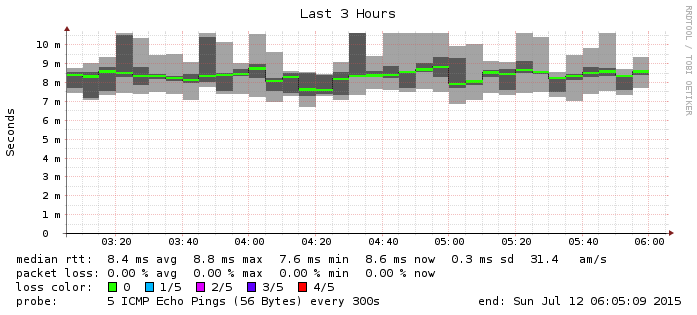 Last 3 Hours
RRDTOOL / TOBI OETIKER
Seconds
10 m
9 m
8 m
7 m
6 m
5 m
4 m
3 m
2 m
1 m
0
03:20 03:40 04:00 04:20 04:40 05:00 05:20 05:40 06:00
median rtt: 8.4 ms avg 8.8 ms max 7.6 ms min 8.6 ms now 0.3 ms sd 31.4 am/s
packet loss: 0.00 % avg 0.00 % max 0.00 % min 0.00 % now
loss color: 0 1/5 2/5 3/5 4/5
probe: 5 ICMP Echo Pings (56 Bytes) every 300s end: Sun Jul 12 06:05:09 2015